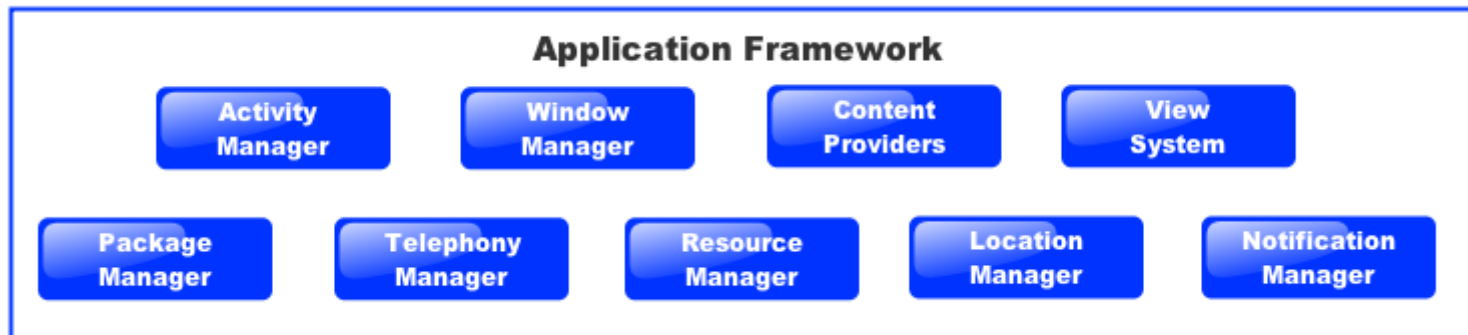 Application Framework
Activity
Manager
Window
Manager
Content
Providers
View
System
Package
Manager
Telephony
Manager
Resource
Manager
Location
Manager
Notification
Manager